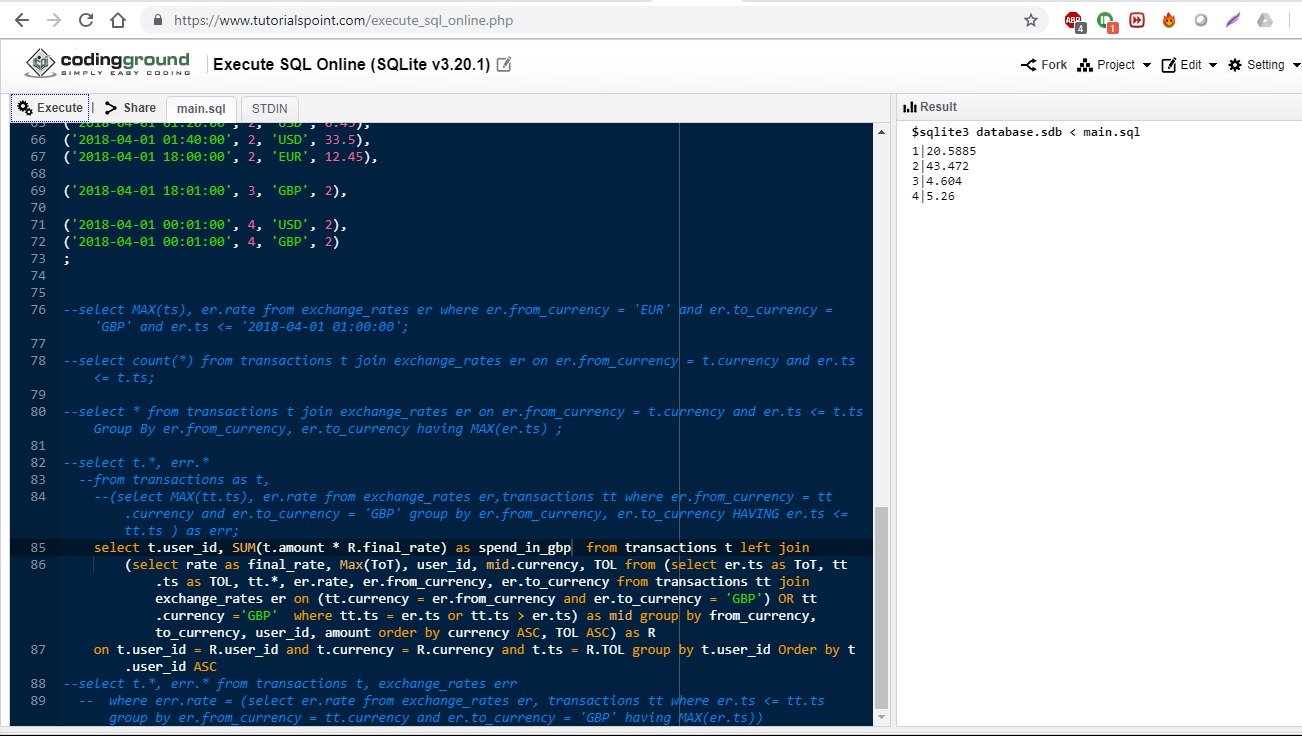 https://www.tutorialspoint.com/execute_sql_online.php
ABP
4
1
codingground
SIMPLY EASY CODING
Execute SQL Online (SQLite v3.20.1)
Fork
Project
Edit
Setting
Execute | Share main.sql STDIN
Result
65 ('2018-04-01 01:20:00', 2, 'USD', 6.45),
66 ('2018-04-01 01:40:00', 2, 'USD', 33.5),
67 ('2018-04-01 18:00:00', 2, 'EUR', 12.45),
68
69 ('2018-04-01 18:01:00', 3, 'GBP', 2),
70
71 ('2018-04-01 00:01:00', 4, 'USD', 2),
72 ('2018-04-01 00:01:00', 4, 'GBP', 2)
73 ;
74
75
76 --select MAX(ts), er.rate from exchange_rates er where er.from_currency = 'EUR' and er.to_currency =
'GBP' and er.ts <= '2018-04-01 01:00:00';
77
78 --select count(*) from transactions t join exchange_rates er on er.from_currency = t.currency and er.ts
<= t.ts;
79
80 --select * from transactions t join exchange_rates er on er.from_currency = t.currency and er.ts <= t.ts
Group By er.from_currency, er.to_currency having MAX(er.ts) ;
81
82 --select t.*, err.*
83 --from transactions as t,
84 --(select MAX(tt.ts), er.rate from exchange_rates er,transactions tt where er.from_currency = tt
.currency and er.to_currency = 'GBP' group by er.from_currency, er.to_currency HAVING er.ts <=
tt.ts ) as err;
85 select t.user_id, SUM(t.amount * R.final_rate) as spend_in_gbp from transactions t left join
86 (select rate as final_rate, Max(ToT), user_id, mid.currency, TOL from (select er.ts as ToT, tt
.ts as TOL, tt.*, er.rate, er.from_currency, er.to_currency from transactions tt join
exchange_rates er on (tt.currency = er.from_currency and er.to_currency = 'GBP') OR tt
.currency ='GBP' where tt.ts = er.ts or tt.ts > er.ts) as mid group by from_currency,
to_currency, user_id, amount order by currency ASC, TOL ASC) as R
87 on t.user_id = R.user_id and t.currency = R.currency and t.ts = R.TOL group by t.user_id Order by t
.user_id ASC
88 --select t.*, err.* from transactions t, exchange_rates err
89 -- where err.rate = (select er.rate from exchange_rates er, transactions tt where er.ts <= tt.ts
group by er.from_currency = tt.currency and er.to_currency = 'GBP' having MAX(er.ts))
$sqlite3 database.sdb < main.sql
1|20.5885
2|43.472
3|4.604
4|5.26